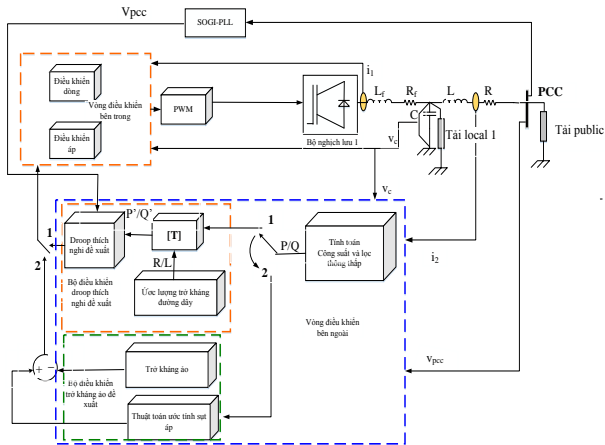 Vpcc
SOGI-PLL
i1
Lf
Rf
L
R
PCC
C
vc
Tải local 1
Tải public
Điều khiển
dòng
Vòng điều khiển
bên trong
Điều khiển
áp
PWM
Bộ nghịch lưu 1
vc
1
2
P'/Q'
Droop thích
nghi đề xuất
[T]
1
2
P/Q
Tính toán
Công suất và lọc
thông thấp
i2
R/L
Bộ điều khiển
droop thích
nghi đề xuất
Ước lượng trở kháng
đường dây
Vòng điều khiển
bên ngoài
vpcc
+ -
Bộ điều khiển
trở kháng ảo đề
xuất
Trở kháng ảo
Thuật toán ước tính sụt
áp